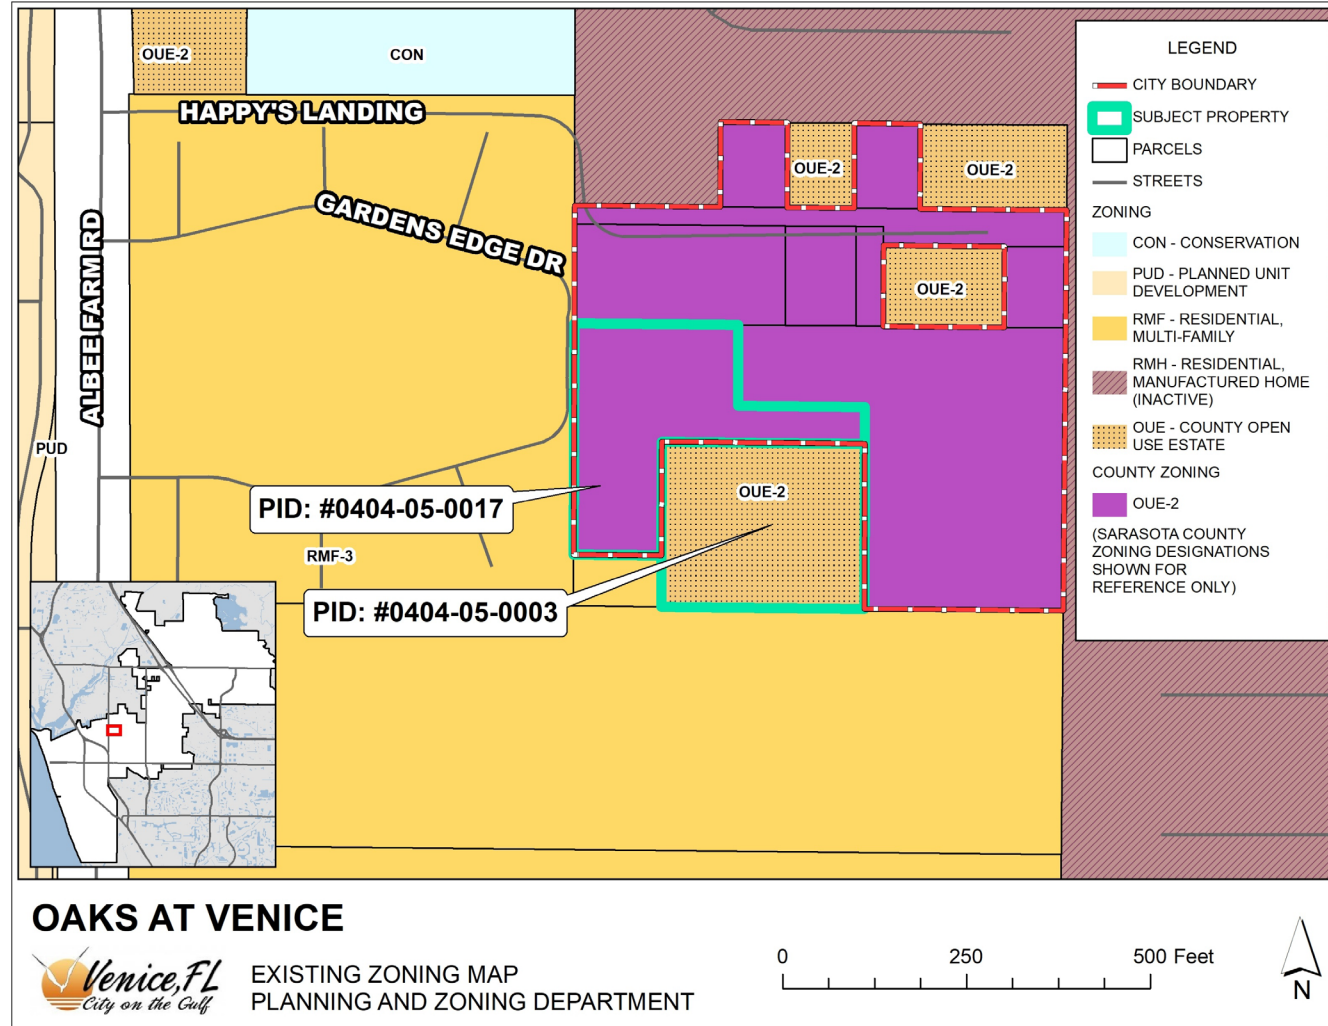 OUE-2
CON
HAPPY'S LANDING
GARDENS EDGE DR
ALBEE FARM RD
PUD
OUE-2
OUE-2
OUE-2
OUE-2
PID: #0404-05-0017
RMF-3
PID: #0404-05-0003
LEGEND
CITY BOUNDARY
SUBJECT PROPERTY
PARCELS
STREETS
ZONING
CON - CONSERVATION
PUD - PLANNED UNIT
DEVELOPMENT
RMF - RESIDENTIAL,
MULTI-FAMILY
RMH - RESIDENTIAL,
MANUFACTURED HOME
(INACTIVE)
OUE - COUNTY OPEN
USE ESTATE
COUNTY ZONING
OUE-2
(SARASOTA COUNTY
ZONING DESIGNATIONS
SHOWN FOR
REFERENCE ONLY)
OAKS AT VENICE
Venice, FL
City on the Gulf
EXISTING ZONING MAP
PLANNING AND ZONING DEPARTMENT
0 250 500 Feet
N